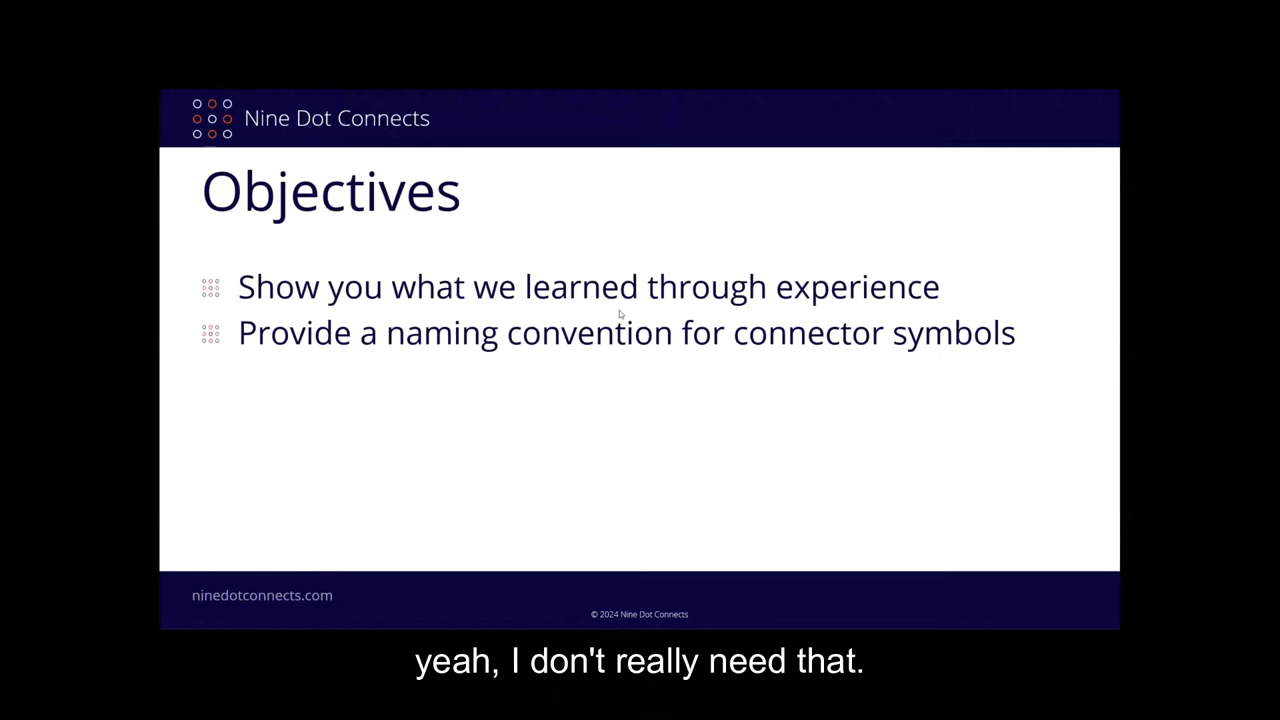 Nine Dot Connects
Objectives
Show you what we learned through experience
Provide a naming convention for connector symbols
ninedotconnects.com
© 2024 Nine Dot Connects
yeah, I don't really need that.